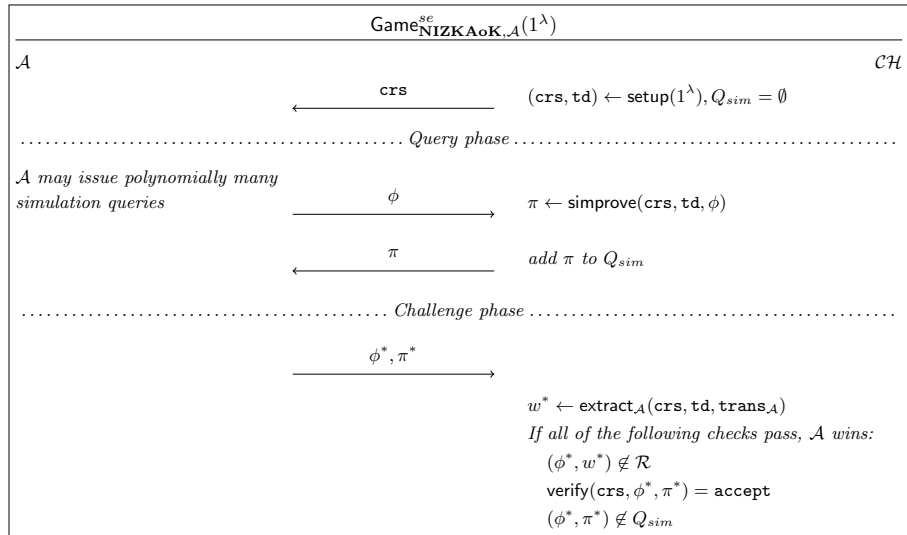 Game^{se}_{NIZKAoK,𝒜}(1^λ)
𝒜 𝒞ℋ
crs (crs, td) ← setup(1^λ), Q_{sim} = ∅
Query phase
𝒜 may issue polynomially many
simulation queries
ϕ π ← simprove(crs, td, ϕ)
π add π to Q_{sim}
Challenge phase
ϕ*, π*
w* ← extract_𝒜(crs, td, trans_𝒜)
If all of the following checks pass, 𝒜 wins:
(ϕ*, w*) ∉ ℛ
verify(crs, ϕ*, π*) = accept
(ϕ*, π*) ∉ Q_{sim}